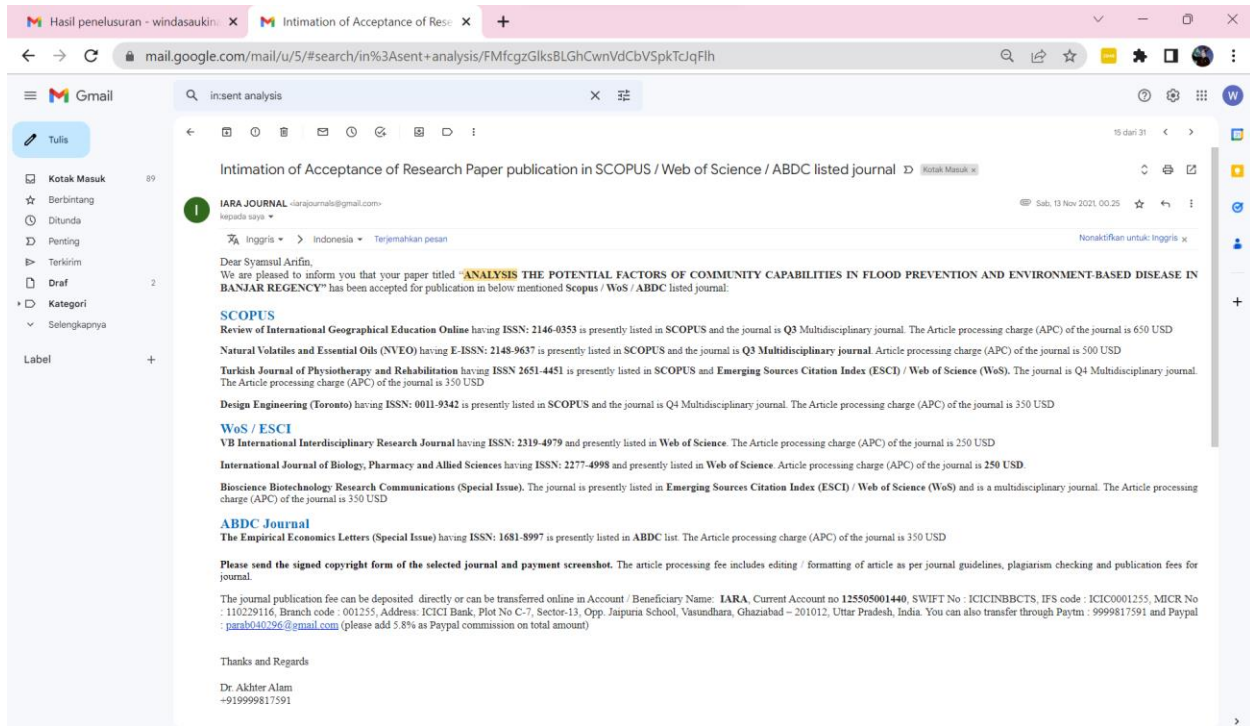 Hasil penelusuran - windasaukin
Intimation of Acceptance of Rese
mail.google.com/mail/u/5/#search/in%3Asent+analysis/FMfcgzGlksBLGhCwnVdCbVSpkTcJqFlh
Gmail
in:sent analysis
W
Tulis
15 dari 31
Kotak Masuk 89
Berbintang
Ditunda
Penting
Terkirim
Draf 2
Kategori
Selengkapnya
Label
Intimation of Acceptance of Research Paper publication in SCOPUS / Web of Science / ABDC listed journal Kotak Masuk x
I
IARA JOURNAL <iarajournals@gmail.com> Sab, 13 Nov 2021, 00.25
kepada saya
Inggris > Indonesia Terjemahkan pesan Nonaktifkan untuk: Inggris x
Dear Syamsul Arifin,
We are pleased to inform you that your paper titled "ANALYSIS THE POTENTIAL FACTORS OF COMMUNITY CAPABILITIES IN FLOOD PREVENTION AND ENVIRONMENT-BASED DISEASE IN
BANJAR REGENCY" has been accepted for publication in below mentioned Scopus / WoS / ABDC listed journal:
SCOPUS
Review of International Geographical Education Online having ISSN: 2146-0353 is presently listed in SCOPUS and the journal is Q3 Multidisciplinary journal. The Article processing charge (APC) of the journal is 650 USD
Natural Volatiles and Essential Oils (NVEO) having E-ISSN: 2148-9637 is presently listed in SCOPUS and the journal is Q3 Multidisciplinary journal. Article processing charge (APC) of the journal is 500 USD
Turkish Journal of Physiotherapy and Rehabilitation having ISSN 2651-4451 is presently listed in SCOPUS and Emerging Sources Citation Index (ESCI) / Web of Science (WoS). The journal is Q4 Multidisciplinary journal.
The Article processing charge (APC) of the journal is 350 USD
Design Engineering (Toronto) having ISSN: 0011-9342 is presently listed in SCOPUS and the journal is Q4 Multidisciplinary journal. The Article processing charge (APC) of the journal is 350 USD
WoS / ESCI
VB International Interdisciplinary Research Journal having ISSN: 2319-4979 and presently listed in Web of Science. The Article processing charge (APC) of the journal is 250 USD
International Journal of Biology, Pharmacy and Allied Sciences having ISSN: 2277-4998 and presently listed in Web of Science. Article processing charge (APC) of the journal is 250 USD.
Bioscience Biotechnology Research Communications (Special Issue). The journal is presently listed in Emerging Sources Citation Index (ESCI) / Web of Science (WoS) and is a multidisciplinary journal. The Article processing
charge (APC) of the journal is 350 USD
ABDC Journal
The Empirical Economics Letters (Special Issue) having ISSN: 1681-8997 is presently listed in ABDC list. The Article processing charge (APC) of the journal is 350 USD
Please send the signed copyright form of the selected journal and payment screenshot. The article processing fee includes editing / formatting of article as per journal guidelines, plagiarism checking and publication fees for
journal.
The journal publication fee can be deposited directly or can be transferred online in Account / Beneficiary Name: IARA, Current Account no 125505001440, SWIFT No : ICICINBBCTS, IFS code : ICIC0001255, MICR No
: 110229116, Branch code : 001255, Address: ICICI Bank, Plot No C-7, Sector-13, Opp. Jaipuria School, Vasundhara, Ghaziabad – 201012, Uttar Pradesh, India. You can also transfer through Paytm : 9999817591 and Paypal
: parab040296@gmail.com (please add 5.8% as Paypal commission on total amount)
Thanks and Regards
Dr. Akhter Alam
+919999817591